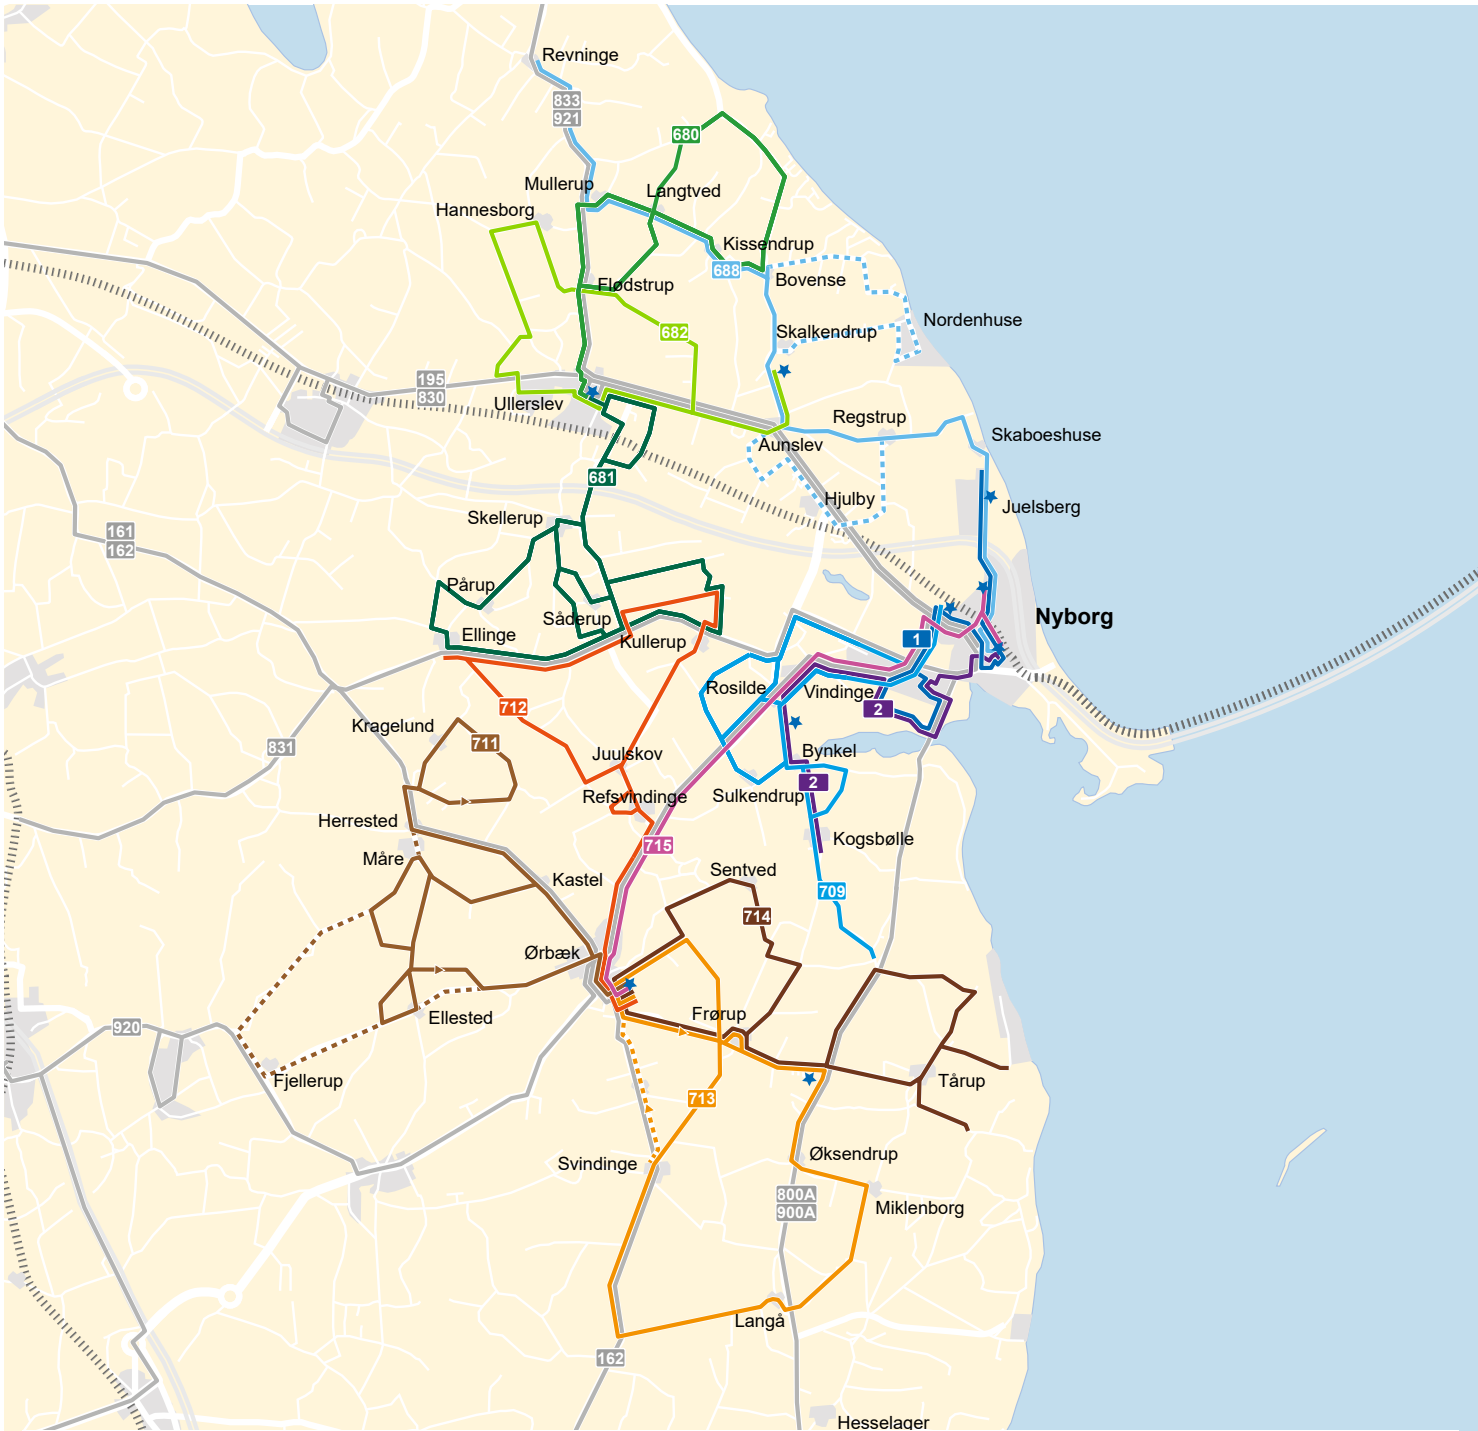 Revninge
833
921
680
Mullerup
Langtved
Hannesborg
Kissendrup
688
Bovense
Flødstrup
Nordenhuse
682
Skalkendrup
195
830
Ullerslev
Regstrup
Skaboeshuse
Aunslev
681
Hjulby
Juelsberg
Skellerup
161
162
Pårup
Såderup
Nyborg
Ellinge
Kullerup
1
Rosilde
Vindinge
712
2
Kragelund
711
831
Juulskov
Bynkel
2
Refsvindinge
Sulkendrup
Herrested
Kogsbølle
715
Måre
Sentved
Kastel
709
714
Ørbæk
Frørup
Ellested
920
Fjellerup
Tårup
713
Svindinge
Øksendrup
800A
900A
Miklenborg
Langå
162
Hesselager